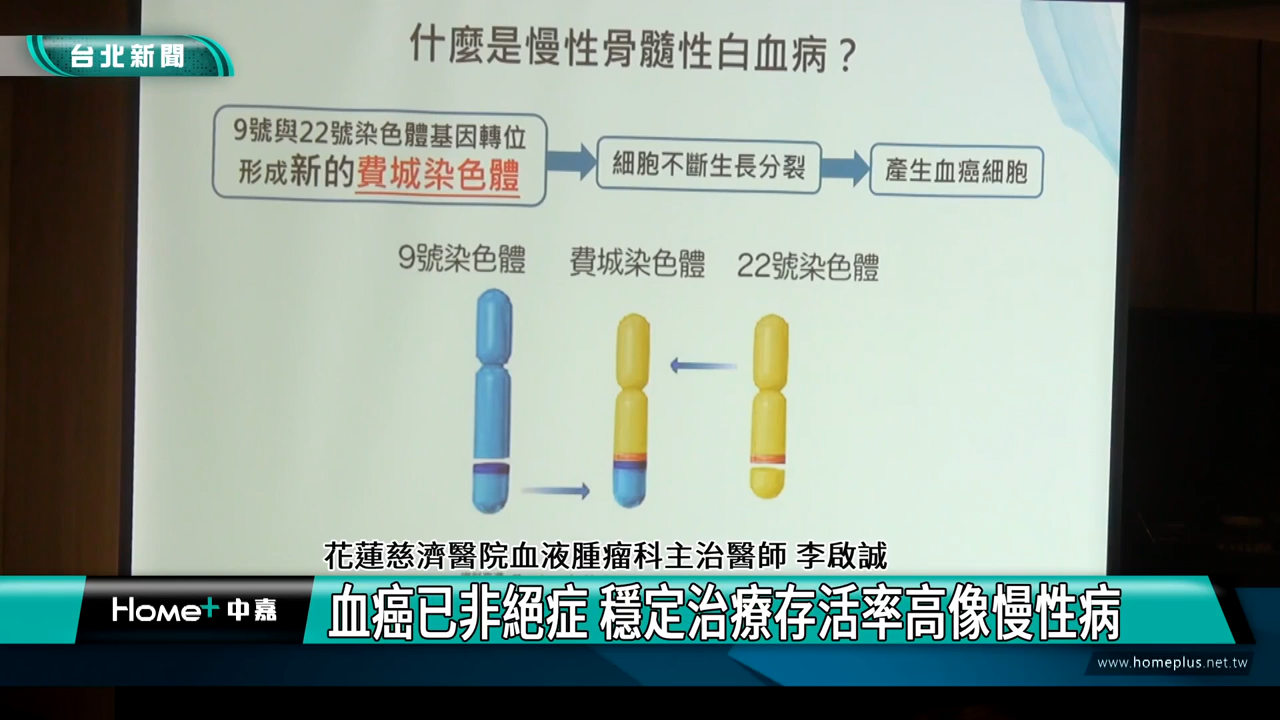 台北新聞
什麼是慢性骨髓性白血病？
9號與22號染色體基因轉位
形成新的費城染色體
細胞不斷生長分裂
產生血癌細胞
9號染色體
費城染色體
22號染色體
花蓮慈濟醫院血液腫瘤科主治醫師 李啟誠
Home+ 中嘉
血癌已非絕症 穩定治療存活率高像慢性病
www.homeplus.net.tw